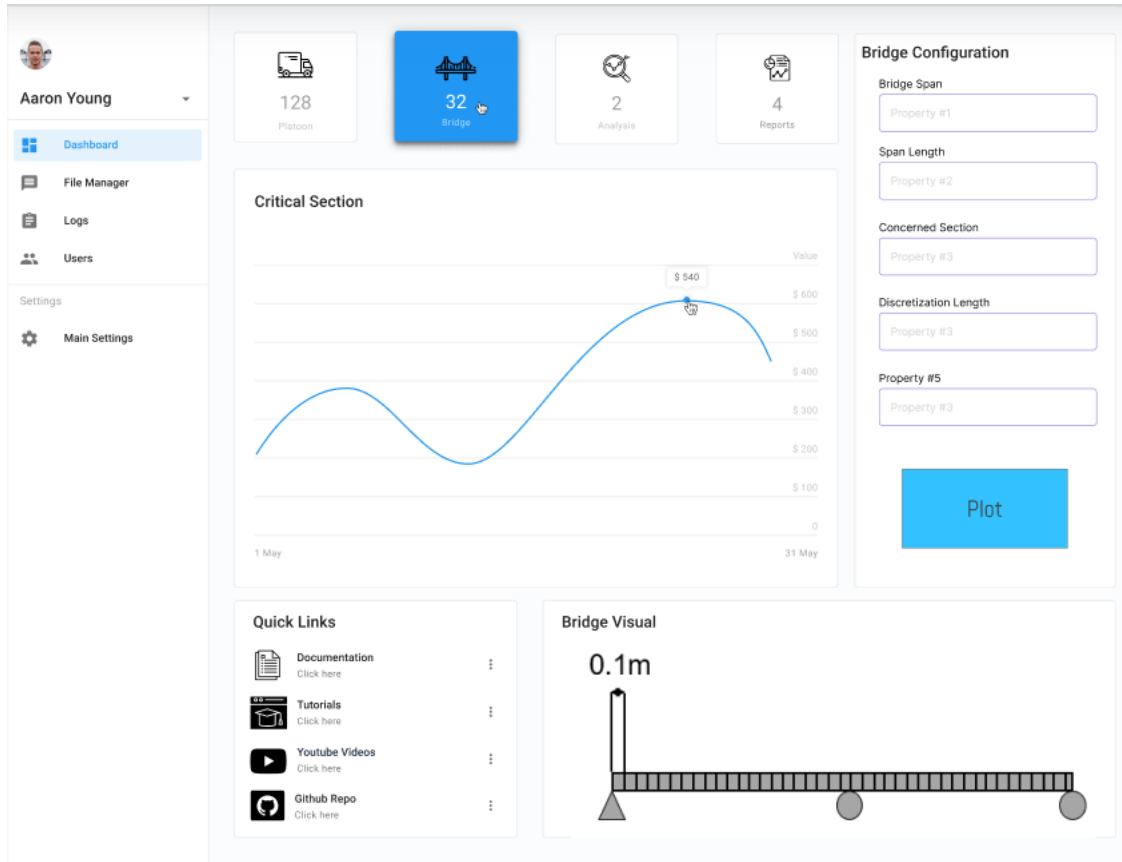 Aaron Young
Dashboard
File Manager
Logs
Users
Settings
Main Settings
128
Platoon
32
Bridge
2
Analysis
4
Reports
Critical Section
Value
$ 540
$ 600
$ 500
$ 400
$ 300
$ 200
$ 100
0
1 May
31 May
Bridge Configuration
Bridge Span
Property #1
Span Length
Property #2
Concerned Section
Property #3
Discretization Length
Property #3
Property #5
Property #3
Plot
Quick Links
Documentation
Click here
Tutorials
Click here
Youtube Videos
Click here
Github Repo
Click here
Bridge Visual
0.1m